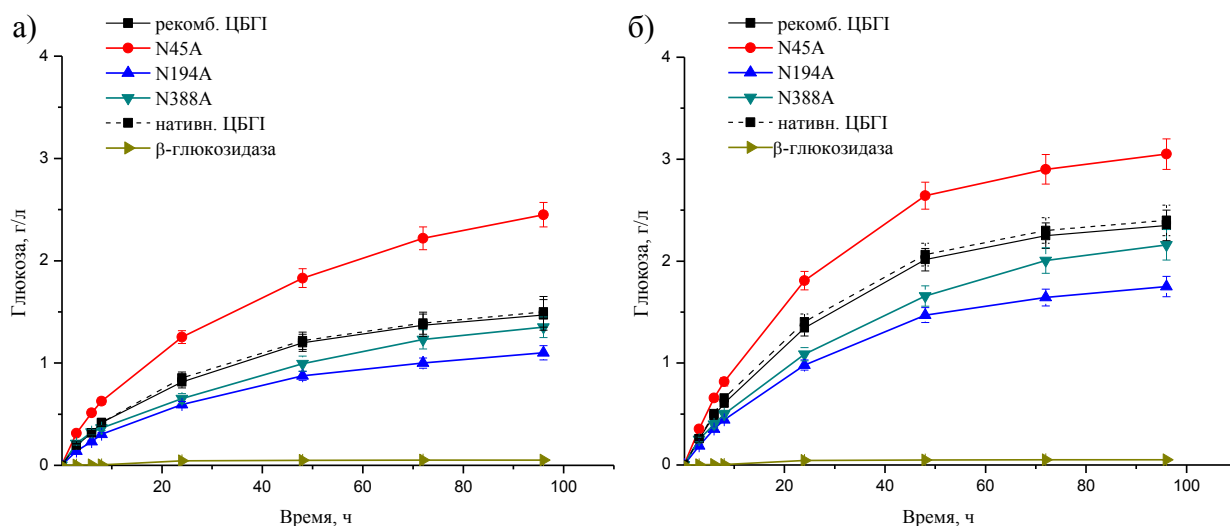 а)
рекомб. ЦБГI
N45A
N194A
N388A
нативн. ЦБГI
β-глюкозидаза
Глюкоза, г/л
4
3
2
1
0
20
40
60
80
100
Время, ч
б)
рекомб. ЦБГI
N45A
N194A
N388A
нативн. ЦБГI
β-глюкозидаза
Глюкоза, г/л
4
3
2
1
0
20
40
60
80
100
Время, ч